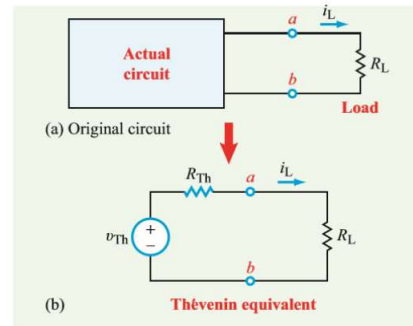 a
iL
Actual
circuit
RL
b
Load
(a) Original circuit
RTh
a
iL
υTh
+
−
RL
b
(b)
Thévenin equivalent